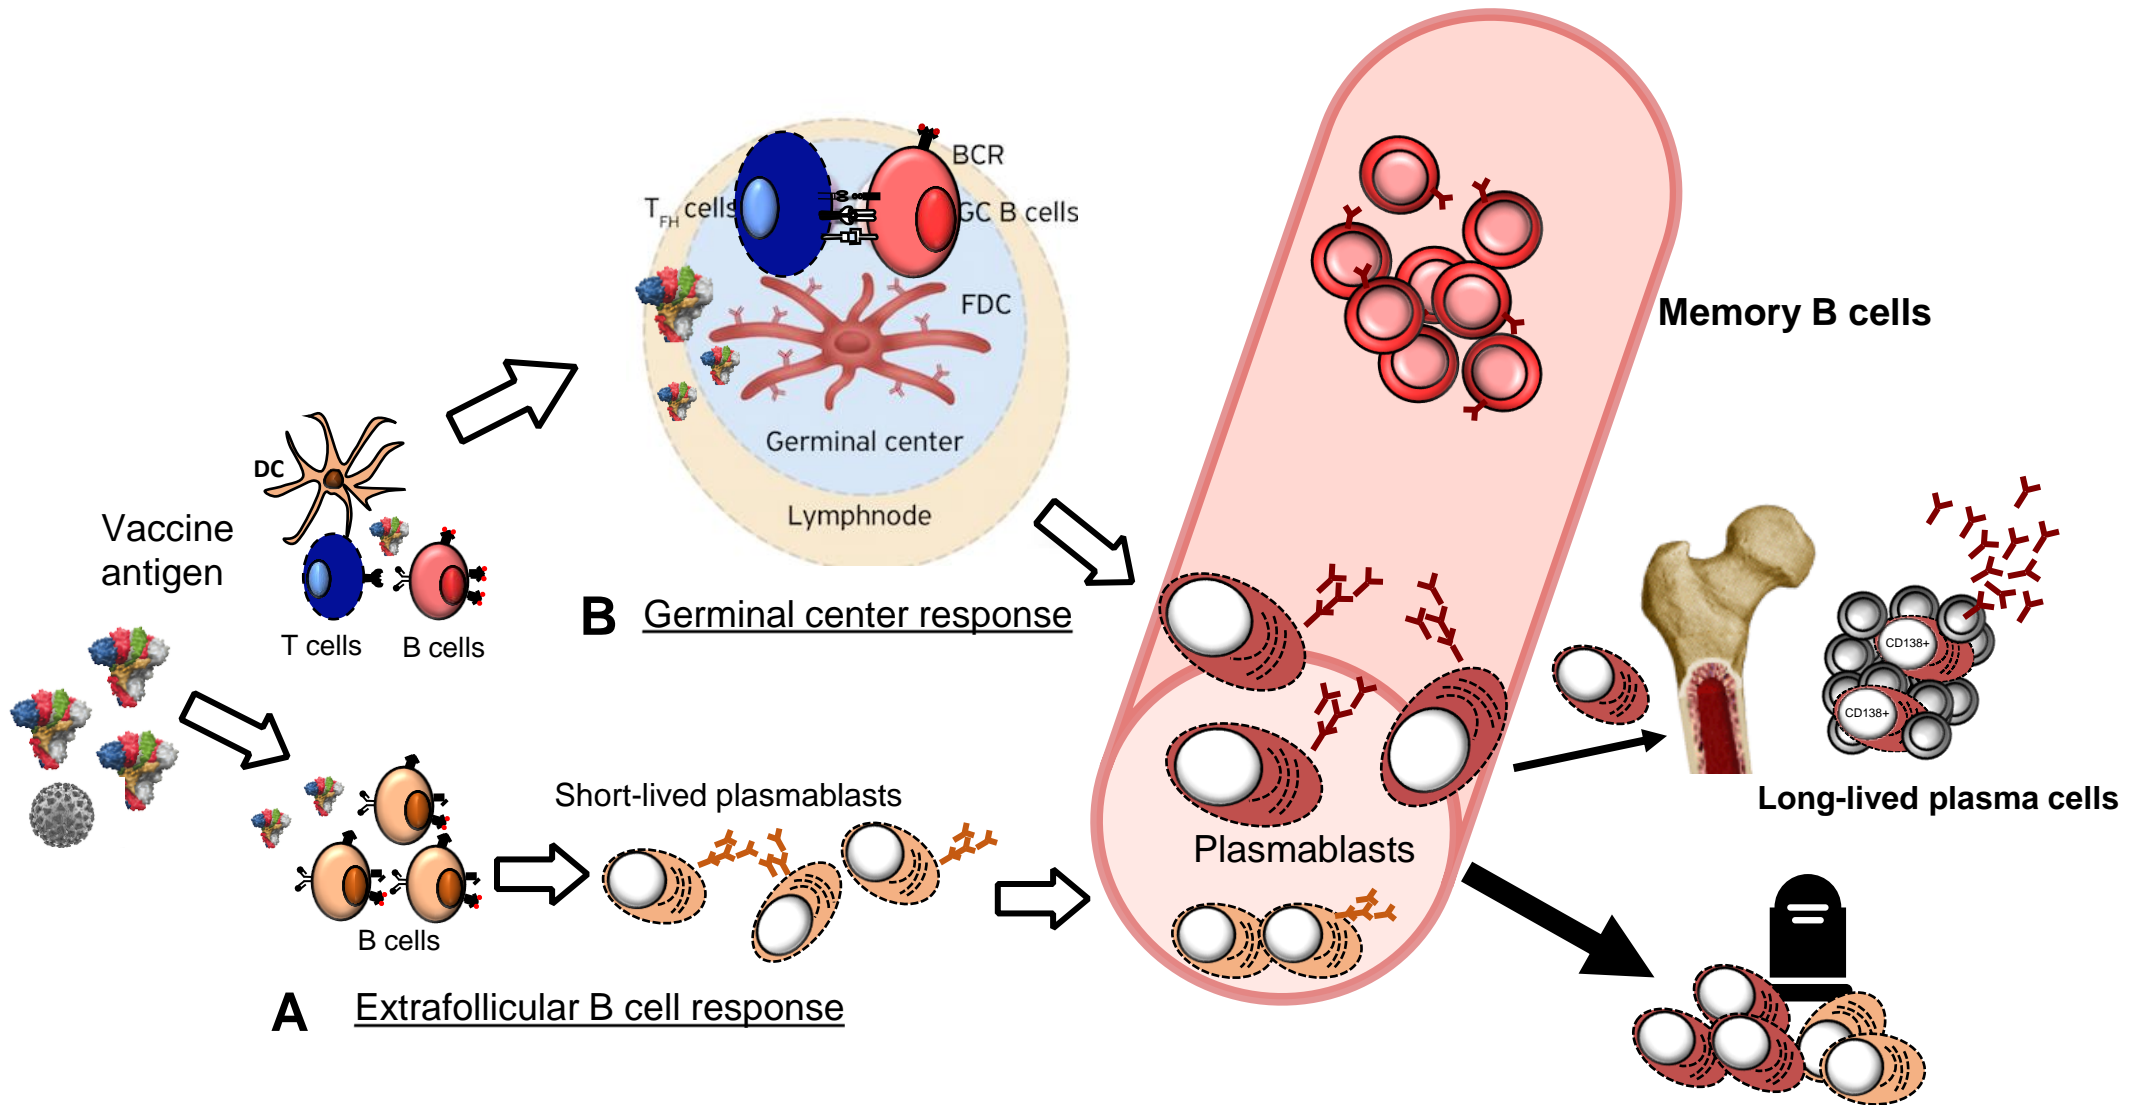 Vaccine
antigen
DC
T cells
B cells
B cells
A Extrafollicular B cell response
Short-lived plasmablasts
TFH cells
BCR
GC B cells
FDC
Germinal center
Lymphnode
B Germinal center response
Memory B cells
Plasmablasts
CD138+
CD138+
Long-lived plasma cells